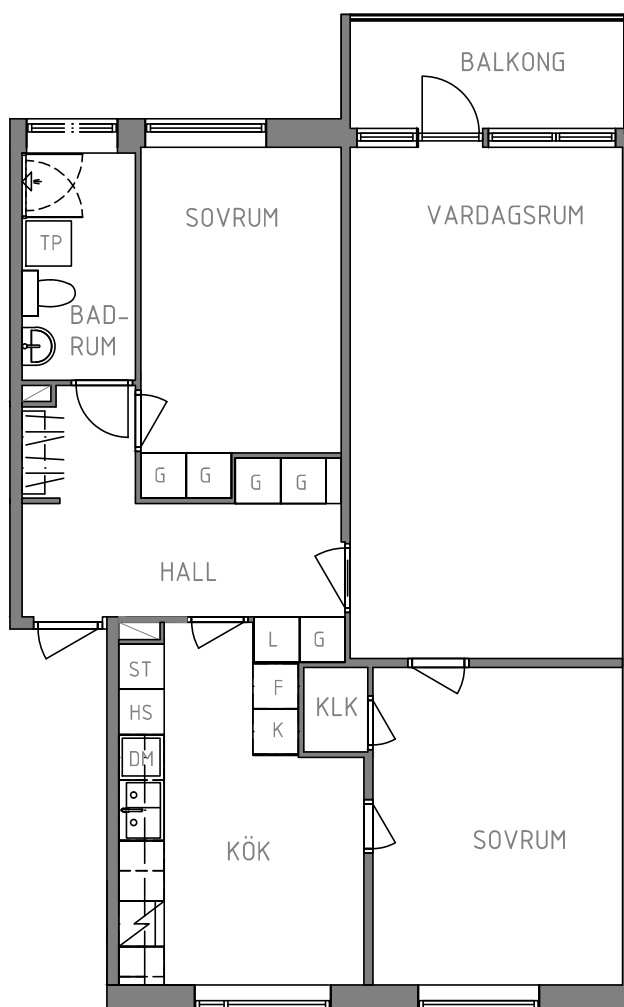 BALKONG
SOVRUM
VARDAGSRUM
TP
BAD-
RUM
G
G
G
G
HALL
L
G
ST
F
KLK
HS
K
DM
KÖK
SOVRUM